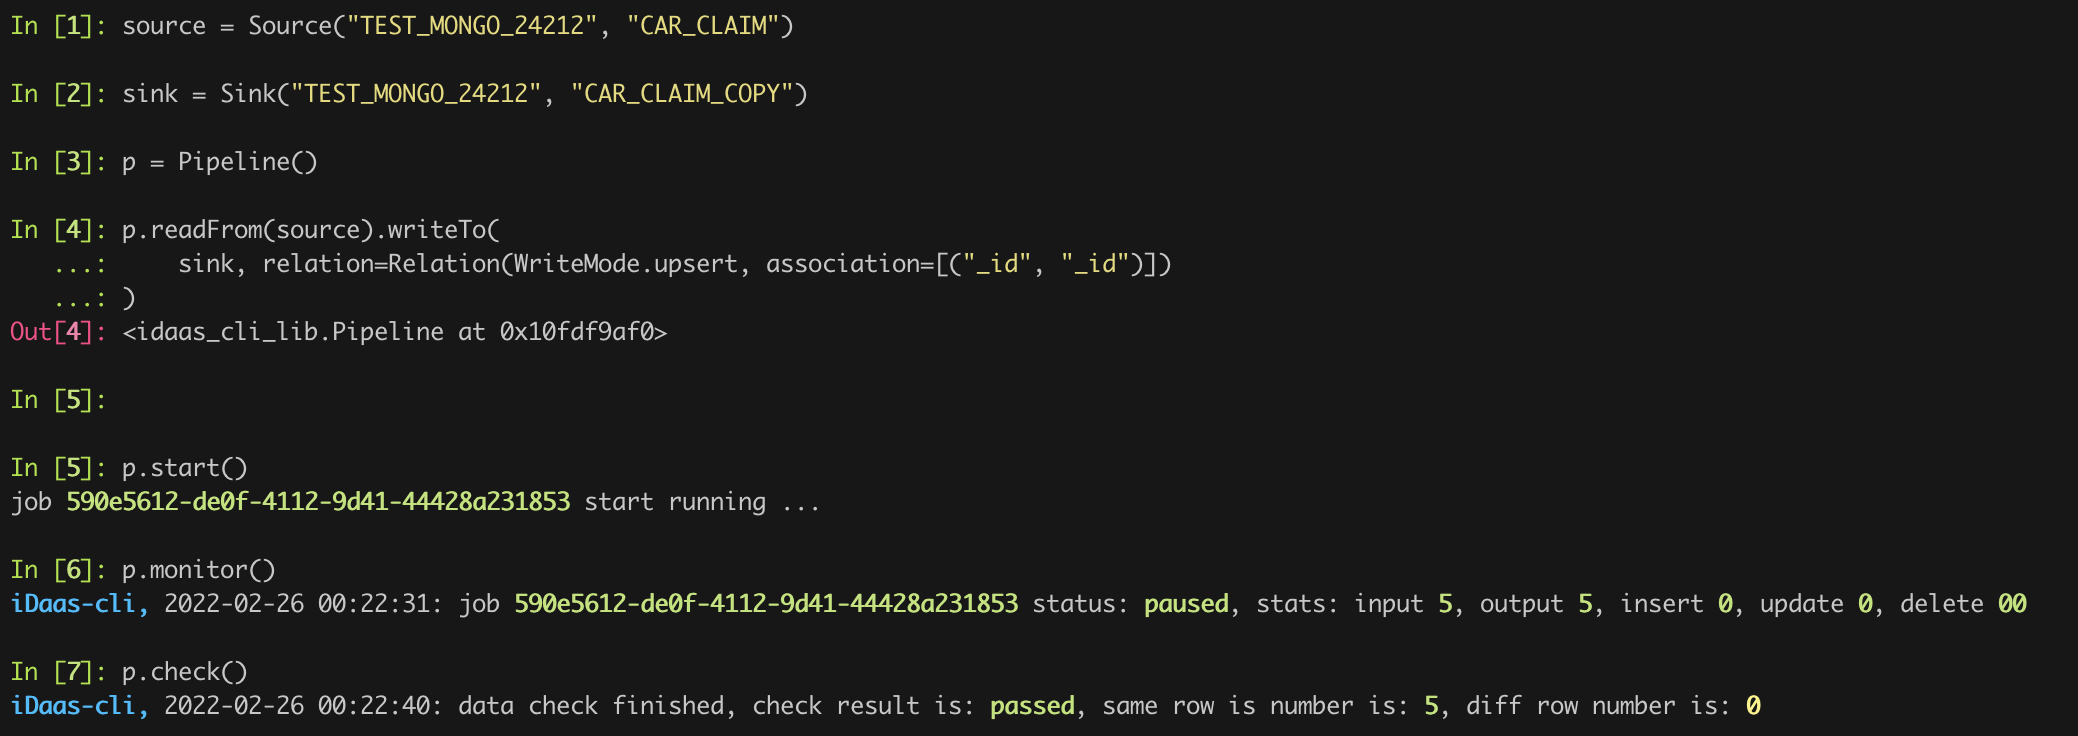 In [1]: source = Source("TEST_MONGO_24212", "CAR_CLAIM")
In [2]: sink = Sink("TEST_MONGO_24212", "CAR_CLAIM_COPY")
In [3]: p = Pipeline()
In [4]: p.readFrom(source).writeTo(
   ...:     sink, relation=Relation(WriteMode.upsert, association=[("_id", "_id")])
   ...: )
Out[4]: <idaas_cli_lib.Pipeline at 0x10fdf9af0>
In [5]:
In [5]: p.start()
job 590e5612-de0f-4112-9d41-44428a231853 start running ...
In [6]: p.monitor()
iDaas-cli, 2022-02-26 00:22:31: job 590e5612-de0f-4112-9d41-44428a231853 status: paused, stats: input 5, output 5, insert 0, update 0, delete 00
In [7]: p.check()
iDaas-cli, 2022-02-26 00:22:40: data check finished, check result is: passed, same row is number is: 5, diff row number is: 0